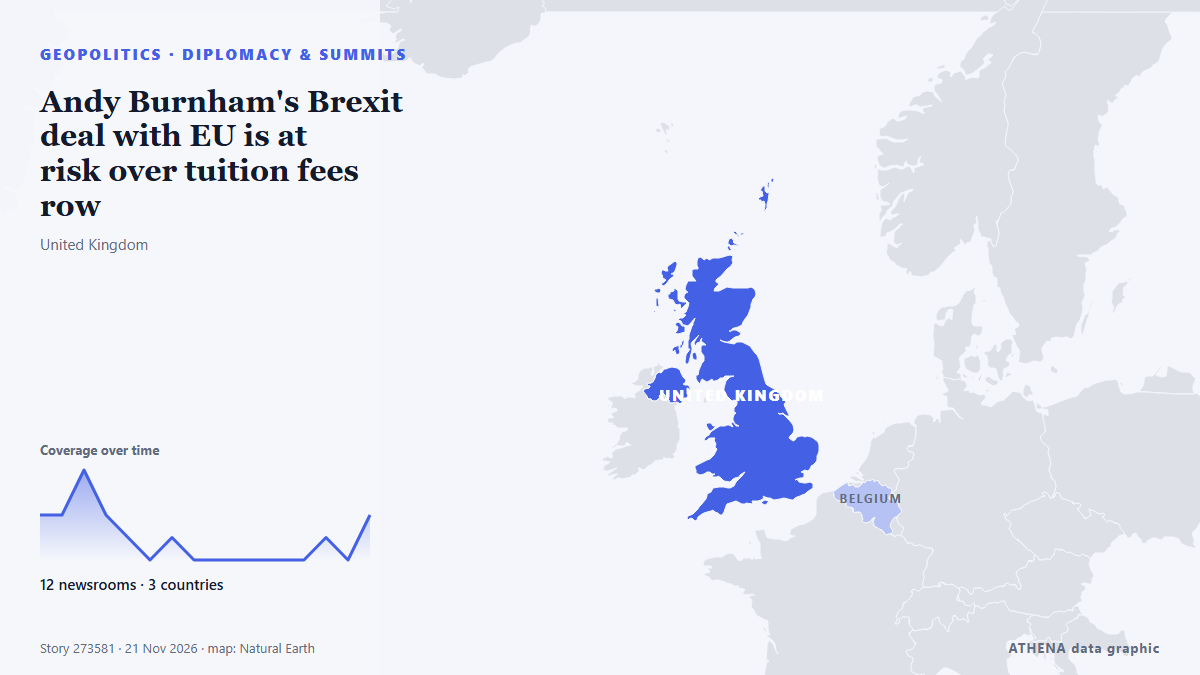 GEOPOLITICS · DIPLOMACY & SUMMITS
Andy Burnham's Brexit
deal with EU is at
risk over tuition fees
row
United Kingdom
UNITED KINGDOM
BELGIUM
Coverage over time
12 newsrooms · 3 countries
Story 273581 · 21 Nov 2026 · map: Natural Earth
ATHENA data graphic